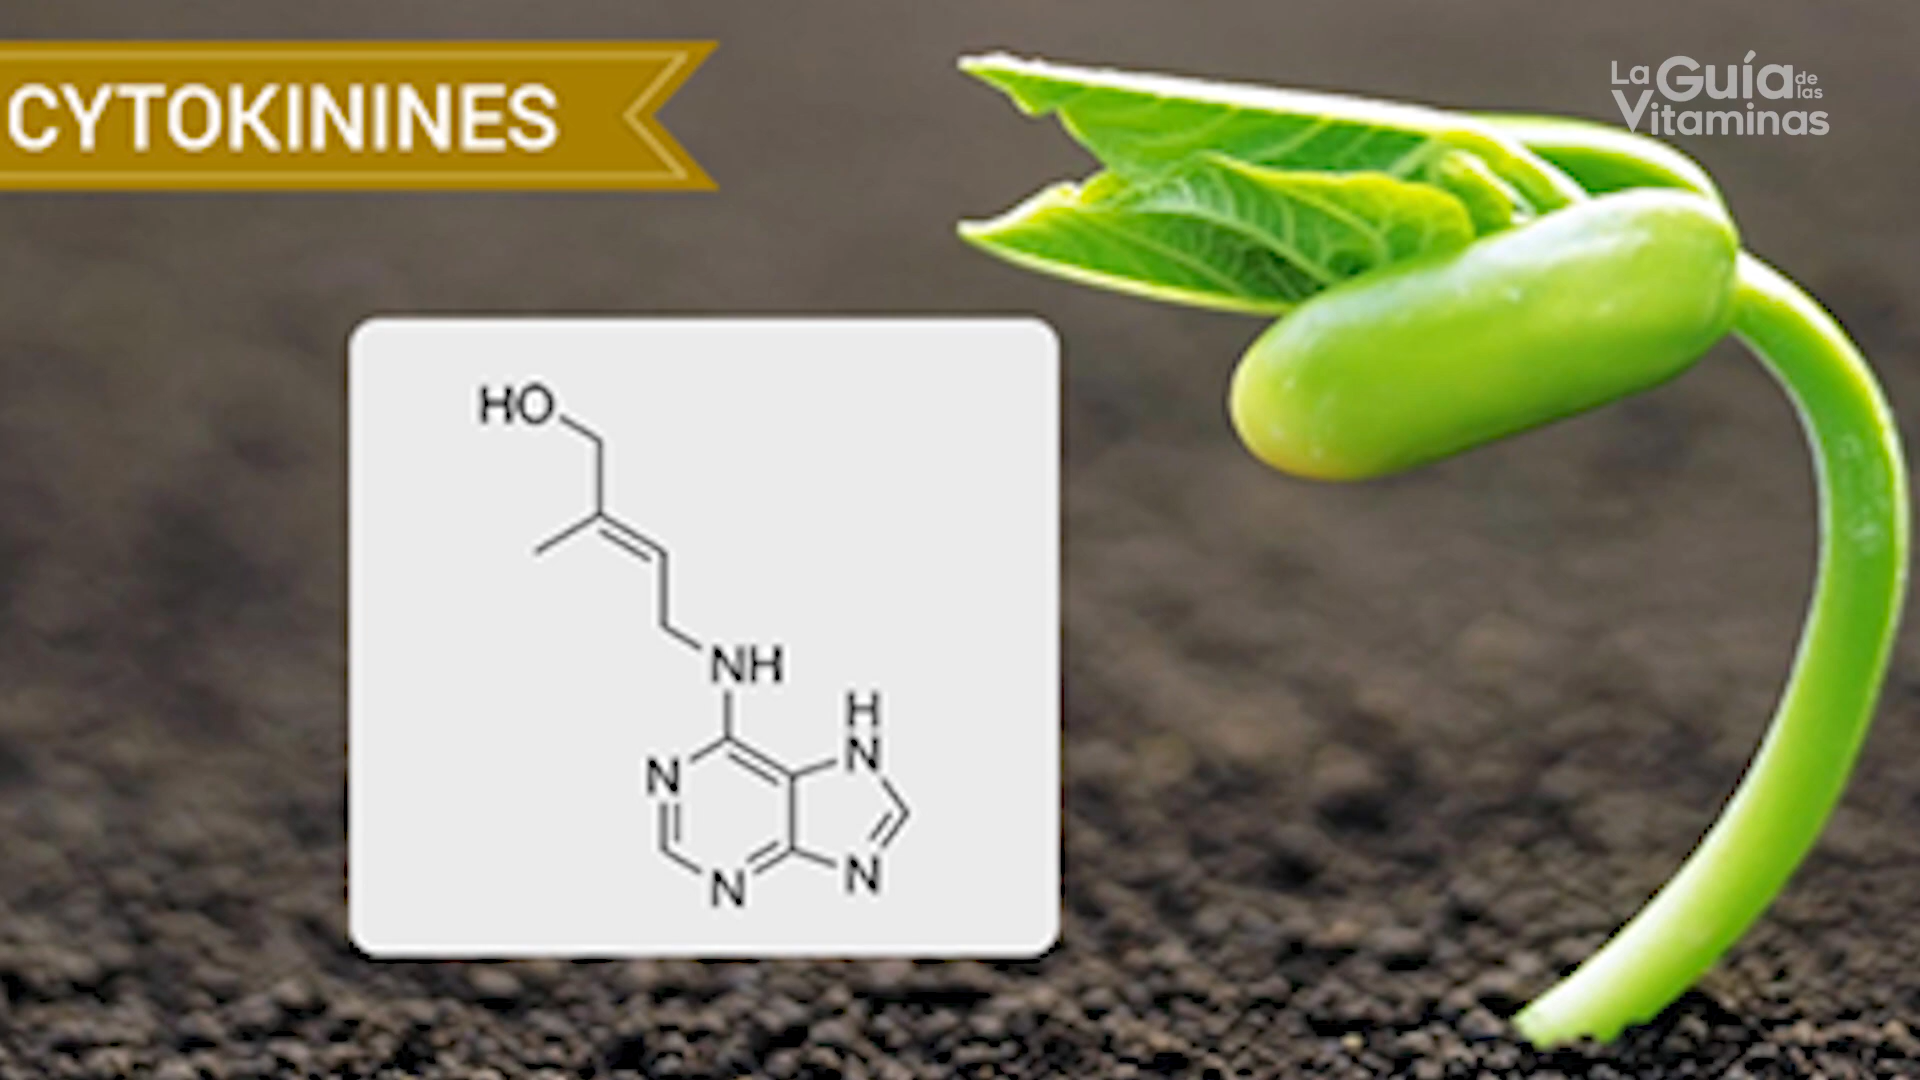 CYTOKININES
La Guía de las
Vitaminas
HO
NH
H
N
N
N
N